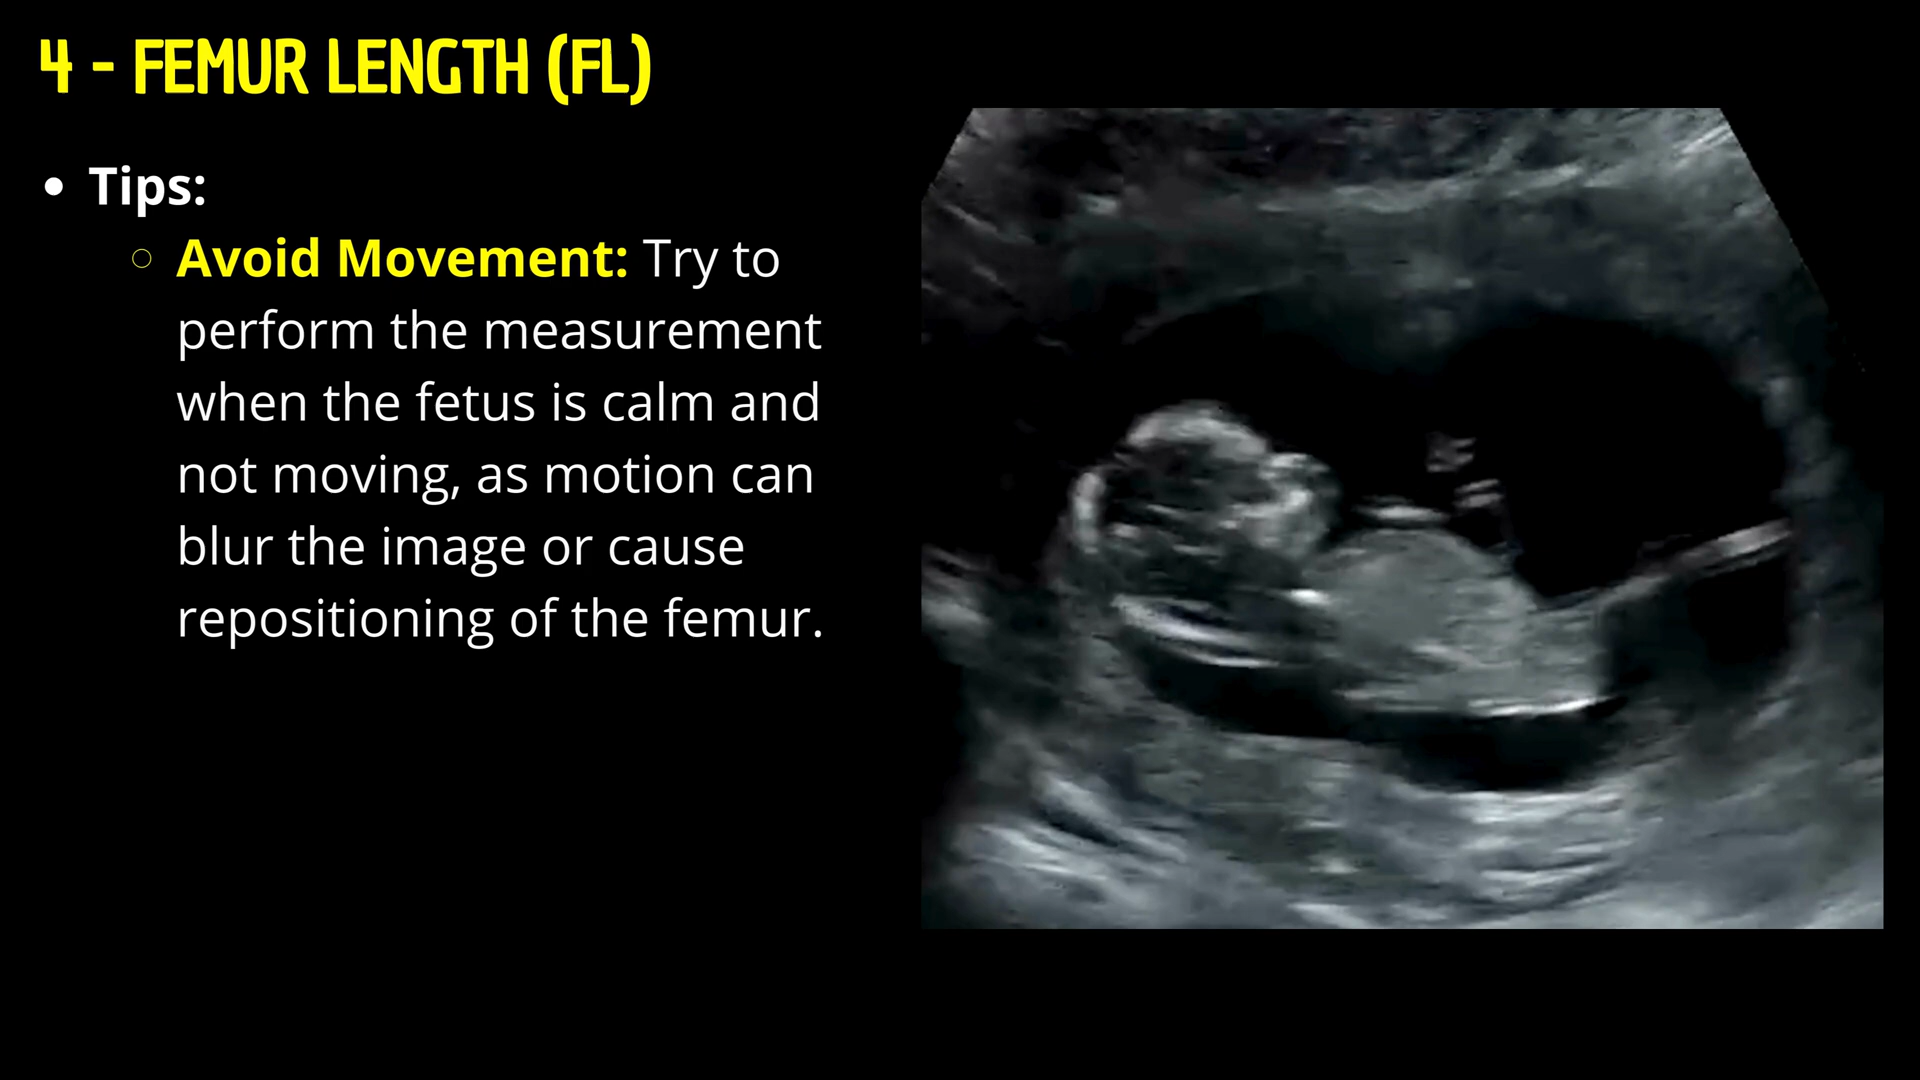 4 - FEMUR LENGTH (FL)
• Tips:
○ Avoid Movement: Try to
perform the measurement
when the fetus is calm and
not moving, as motion can
blur the image or cause
repositioning of the femur.